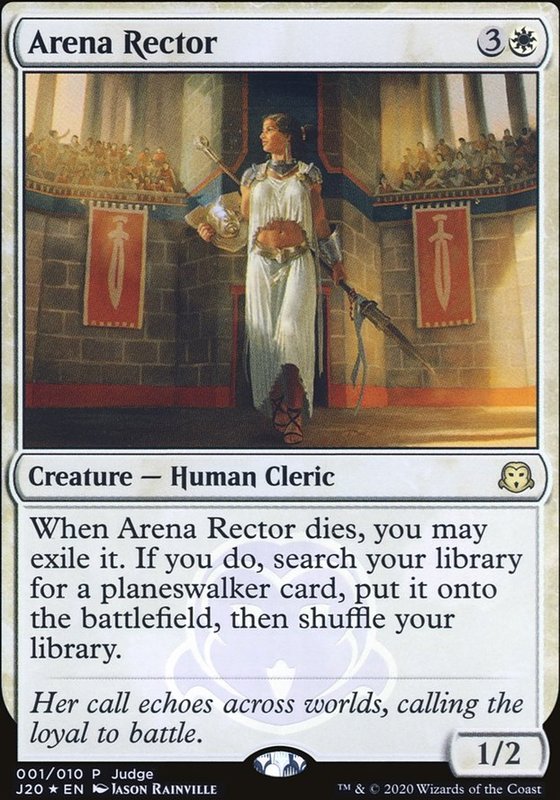 Arena Rector 3
Creature — Human Cleric
When Arena Rector dies, you may
exile it. If you do, search your library
for a planeswalker card, put it onto
the battlefield, then shuffle your
library.
Her call echoes across worlds, calling the
loyal to battle.
1/2
001/010 P Judge
J20 ★ EN Jason Rainville
™ & © 2020 Wizards of the Coast